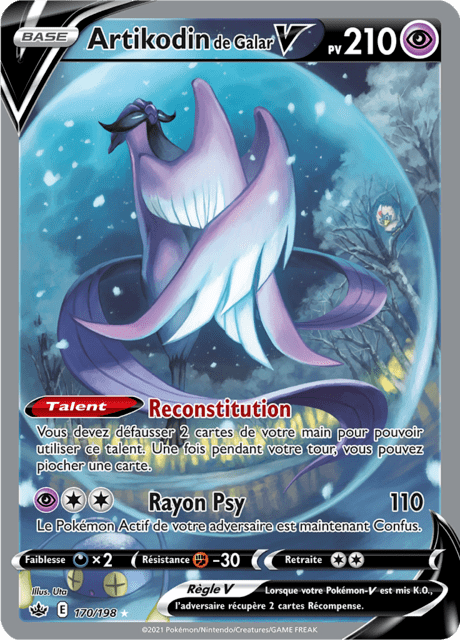 BASE
Artikodin de Galar V PV 210
Talent Reconstitution
Vous devez défausser 2 cartes de votre main pour pouvoir
utiliser ce talent. Une fois pendant votre tour, vous pouvez
piocher une carte.
Rayon Psy 110
Le Pokémon Actif de votre adversaire est maintenant Confus.
Faiblesse ×2 Résistance -30 Retraite
Illus. Uta
Règle V Lorsque votre Pokémon-V est mis K.O.,
l'adversaire récupère 2 cartes Récompense.
E 170/198
©2021 Pokémon/Nintendo/Creatures/GAME FREAK